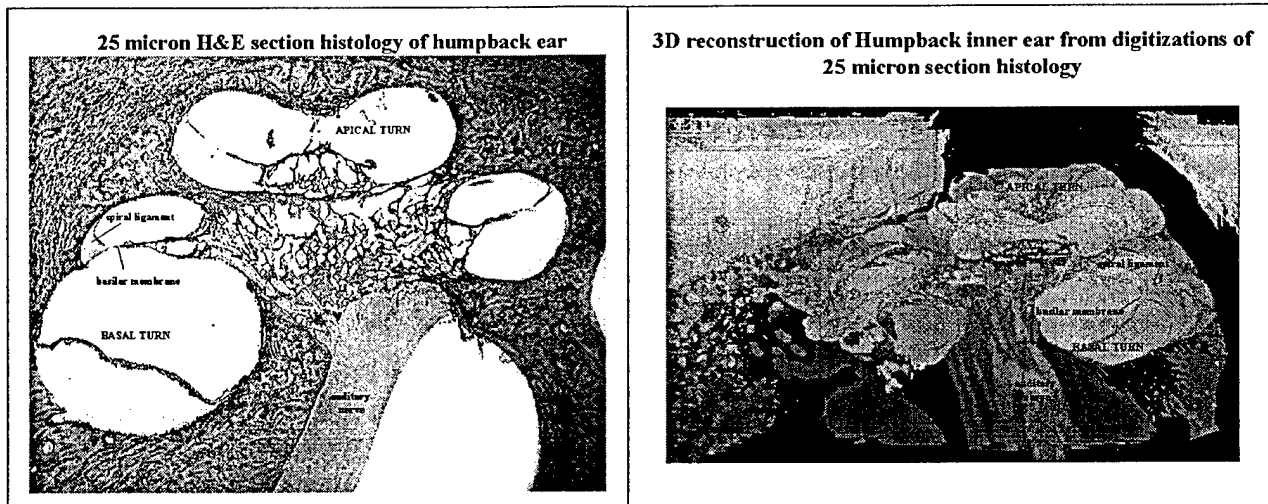 25 micron H&E section histology of humpback ear
APICAL TURN
spiral ligament
basilar membrane
BASAL TURN
auditory
nerve
3D reconstruction of Humpback inner ear from digitizations of
25 micron section histology
APICAL TURN
spiral ligament
basilar membrane
BASAL TURN
auditory